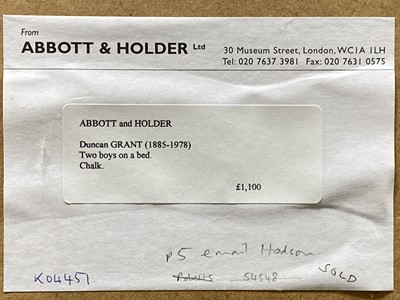 From
ABBOTT & HOLDER Ltd
30 Museum Street, London, WC1A 1LH
Tel: 020 7637 3981 Fax: 020 7631 0575
ABBOTT and HOLDER
Duncan GRANT (1885-1978)
Two boys on a bed.
Chalk.
£1,100
p5 email Hodson
54548
SOLD
K04451